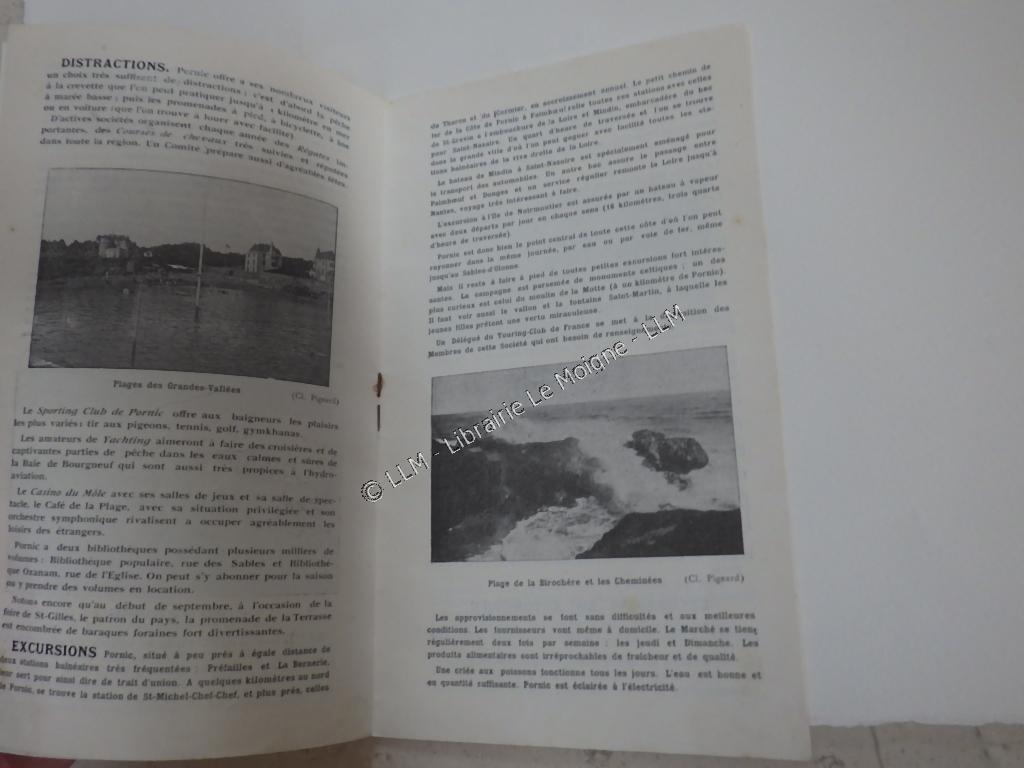 DISTRACTIONS. Pornic offre a ses nombreux visiteurs
un choix très suffisant de distractions ; c'est d'abord la pêche
à la crevette que l'on peut pratiquer jusqu'à 1 kilomètre en mer
à marée basse ; puis les promenades à pied, à bicyclette, à âne
ou en voiture (que l'on trouve à louer avec facilité).
D'actives sociétés organisent chaque année des Régates im-
portantes, des Courses de chevaux très suivies et réputées
dans toute la région. Un Comité prépare aussi d'agréables fêtes.
Plages des Grandes-Vallées
(Cl. Pigeard)
Le Sporting Club de Pornic offre aux baigneurs les plaisirs
les plus variés : tir aux pigeons, tennis, golf, gymkhanas.
Les amateurs de Yachting aimeront à faire des croisières et de
captivantes parties de pêche dans les eaux calmes et sûres de
la Baie de Bourgneuf qui sont aussi très propices à l'hydro-
aviation.
Le Casino du Môle avec ses salles de jeux et sa salle de spec-
tacle, le Café de la Plage, avec sa situation privilégiée et son
orchestre symphonique rivalisent a occuper agréablement les
loisirs des étrangers.
Pornic a deux bibliothèques possédant plusieurs milliers de
volumes : Bibliothèque populaire, rue des Sables et Bibliothè-
que Ozanam, rue de l'Eglise. On peut s'y abonner pour la saison
ou y prendre des volumes en location.
Notons encore qu'au début de septembre, à l'occasion de la
foire de St-Gilles, le patron du pays, la promenade de la Terrasse
est encombrée de baraques foraines fort divertissantes.
EXCURSIONS Pornic, situé à peu près à égale distance de
deux stations balnéaires très fréquentées : Préfailles et La Bernerie,
leur sert pour ainsi dire de trait d'union. A quelques kilomètres au nord
de Pornic, se trouve la station de St-Michel-Chef-Chef, et plus près, celles
de Tharon et du Cormier, en accroissement annuel. Le petit chemin de
fer de la Côte de Pornic à Paimbœuf relie toutes ces stations avec celles
de St-Brevin à l'embouchure de la Loire et Mindin, embarcadère du bac
pour Saint-Nazaire. Un quart d'heure de traversée et l'on se trouve
dans la grande ville d'où l'on peut gagner avec facilité toutes les sta-
tions balnéaires de la rive droite de la Loire.
Le bateau de Mindin à Saint-Nazaire est spécialement aménagé pour
le transport des automobiles. Un autre bac assure le passage entre
Paimbœuf et Donges et un service régulier remonte la Loire jusqu'à
Nantes, voyage très intéressant à faire.
L'excursion à l'Ile de Noirmoutier est assurée par un bateau à vapeur
avec deux départs par jour en chaque sens (16 kilomètres, trois quarts
d'heure de traversée).
Pornic est donc bien le point central de toute cette côte d'où l'on peut
rayonner dans la même journée, par eau ou par voie de fer, même
jusqu'au Sables-d'Olonne.
Mais il reste à faire à pied de toutes petites excursions fort intéres-
santes. La campagne est parsemée de monuments celtiques ; un des
plus curieux est celui du moulin de la Motte (à un kilomètre de Pornic).
Il faut voir aussi le vallon et la fontaine Saint-Martin, à laquelle les
jeunes filles prêtent une vertu miraculeuse.
Un Délégué du Touring-Club de France se met à la disposition des
Membres de cette Société qui ont besoin de renseignements.
© LLM - Librairie Le Moigne - LLM
Plage de la Birochère et les Cheminées (Cl. Pigeard)
Les approvisionnements se font sans difficultés et aux meilleures
conditions. Les fournisseurs vont même à domicile. Le Marché se tient
régulièrement deux fois par semaine : les jeudi et Dimanche. Les
produits alimentaires sont irréprochables de fraîcheur et de qualité.
Une criée aux poissons fonctionne tous les jours. L'eau est bonne et
en quantité suffisante. Pornic est éclairée à l'électricité.